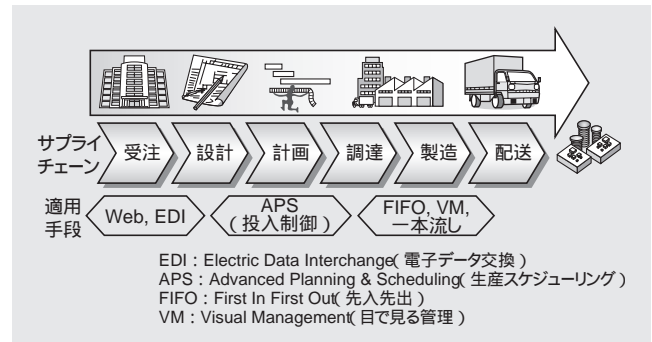 サプライ
チェーン
受注
設計
計画
調達
製造
配送
適用
手段
Web, EDI
APS
(投入制御)
FIFO, VM,
一本流し
EDI：Electric Data Interchange(電子データ交換)
APS：Advanced Planning & Scheduling(生産スケジューリング)
FIFO：First In First Out(先入先出)
VM：Visual Management(目で見る管理)